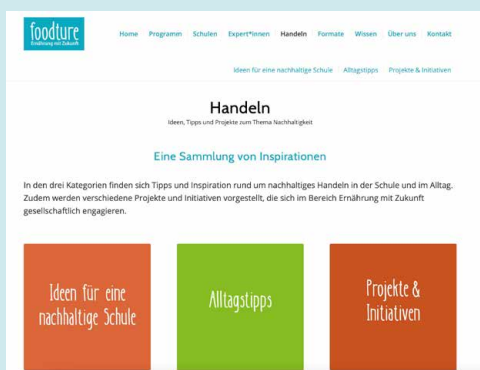 foodture
Ernährung mit Zukunft
Home Programm Schulen Expert*innen Handeln Formate Wissen Über uns Kontakt
Ideen für eine nachhaltige Schule Alltagstipps Projekte & Initiativen
Handeln
Ideen, Tipps und Projekte zum Thema Nachhaltigkeit
Eine Sammlung von Inspirationen
In den drei Kategorien finden sich Tipps und Inspiration rund um nachhaltiges Handeln in der Schule und im Alltag.
Zudem werden verschiedene Projekte und Initiativen vorgestellt, die sich im Bereich Ernährung mit Zukunft
gesellschaftlich engagieren.
Ideen für eine
nachhaltige Schule
Alltagstipps
Projekte &
Initiativen